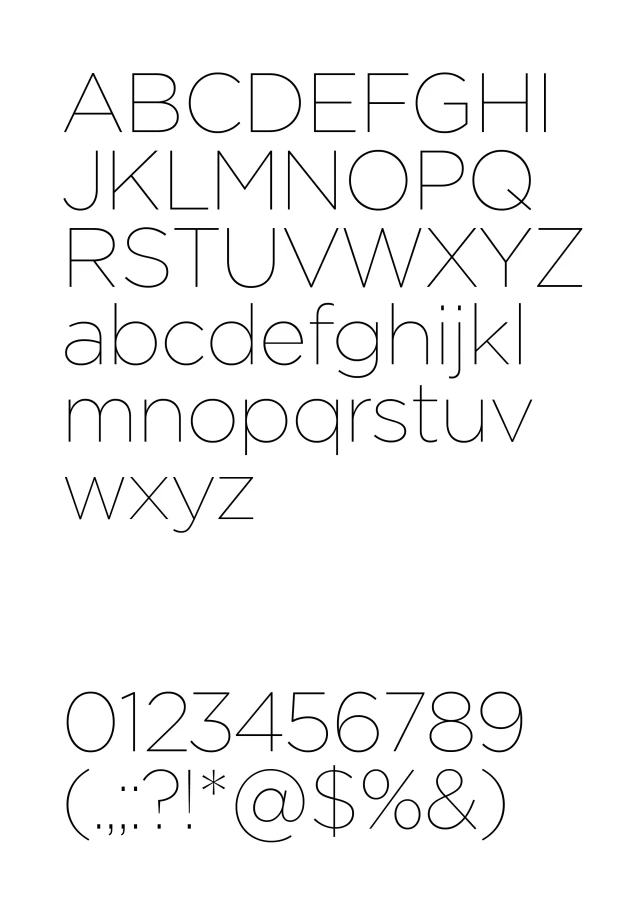 ABCDEFGHI
JKLMNOPQ
RSTUVWXYZ
abcdefghijkl
mnopqrstuv
wxyz
0123456789
(.,;:?!*@$%&)